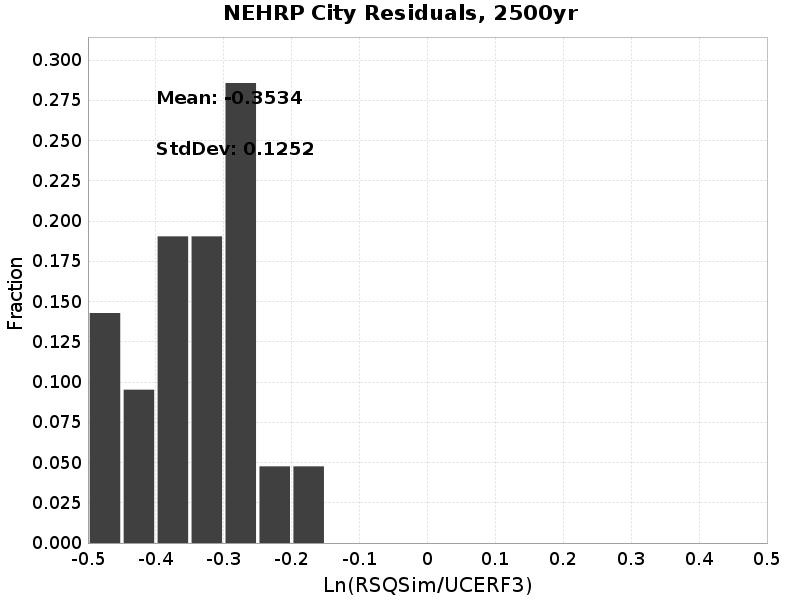 NEHRP City Residuals, 2500yr
Mean: -0.3534
StdDev: 0.1252
Fraction
0.300
0.275
0.250
0.225
0.200
0.175
0.150
0.125
0.100
0.075
0.050
0.025
0.000
-0.5 -0.4 -0.3 -0.2 -0.1 0 0.1 0.2 0.3 0.4 0.5
Ln(RSQSim/UCERF3)